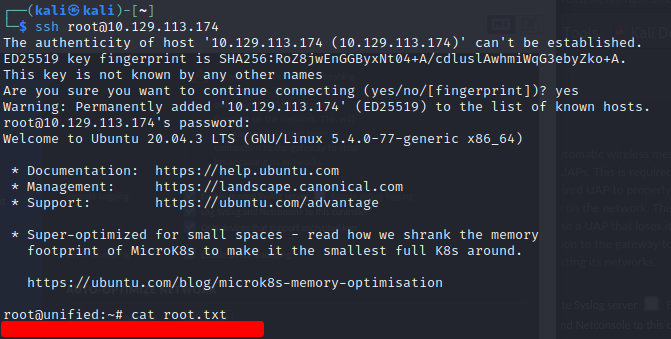 (kali㉿kali)-[~]
$ ssh root@10.129.113.174
The authenticity of host '10.129.113.174 (10.129.113.174)' can't be established.
ED25519 key fingerprint is SHA256:RoZ8jwEnGGByxNt04+A/cdluslAwhmiWqG3ebyZko+A.
This key is not known by any other names
Are you sure you want to continue connecting (yes/no/[fingerprint])? yes
Warning: Permanently added '10.129.113.174' (ED25519) to the list of known hosts.
root@10.129.113.174's password:
Welcome to Ubuntu 20.04.3 LTS (GNU/Linux 5.4.0-77-generic x86_64)
* Documentation: https://help.ubuntu.com
* Management: https://landscape.canonical.com
* Support: https://ubuntu.com/advantage
* Super-optimized for small spaces - read how we shrank the memory
footprint of MicroK8s to make it the smallest full K8s around.
https://ubuntu.com/blog/microk8s-memory-optimisation
root@unified:~# cat root.txt